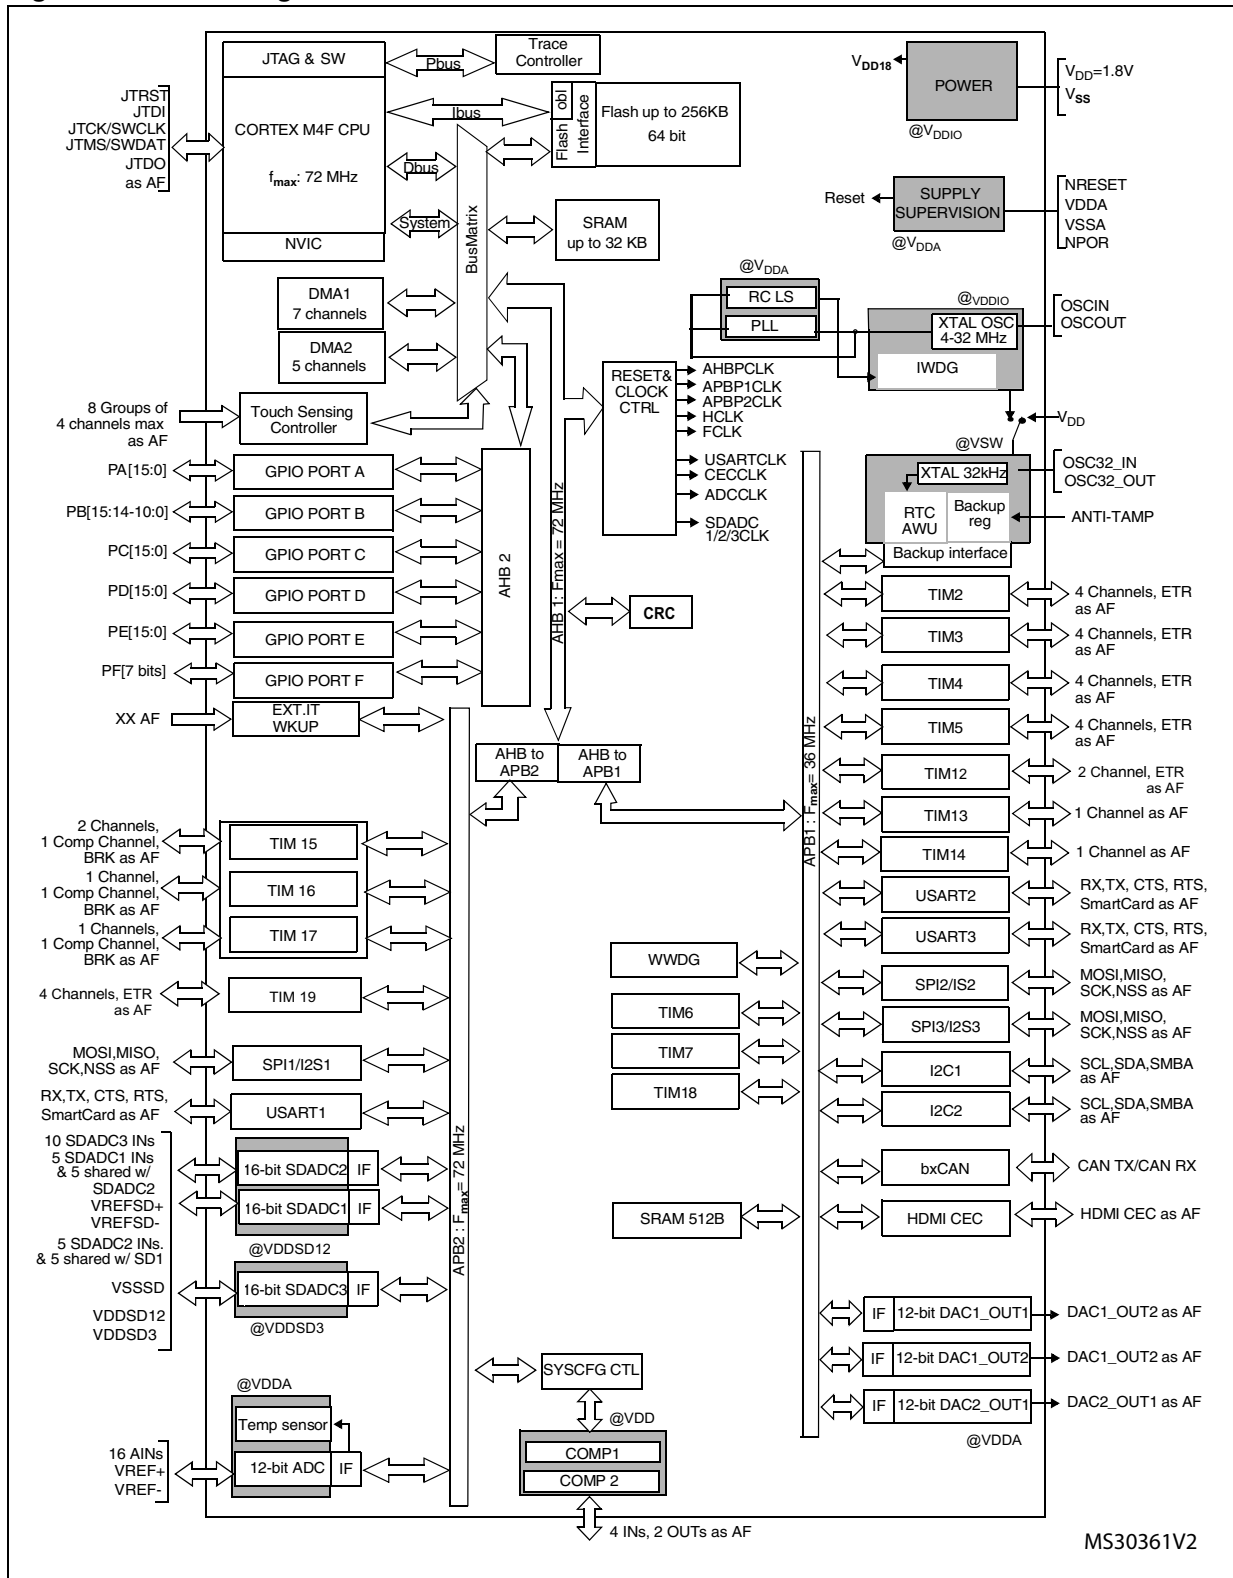 JTAG & SW
Pbus
Trace
Controller
JTRST
JTDI
JTCK/SWCLK
JTMS/SWDAT
JTDO
as AF
CORTEX M4F CPU
fmax: 72 MHz
NVIC
Ibus
Dbus
System
BusMatrix
Flash obl
Interface
Flash up to 256KB
64 bit
SRAM
up to 32 KB
VDD18
POWER
VDD=1.8V
VSS
@VDDIO
Reset
SUPPLY
SUPERVISION
@VDDA
NRESET
VDDA
VSSA
NPOR
DMA1
7 channels
DMA2
5 channels
8 Groups of
4 channels max
as AF
Touch Sensing
Controller
@VDDA
RC LS
PLL
@VDDIO
XTAL OSC
4-32 MHz
IWDG
OSCIN
OSCOUT
RESET&
CLOCK
CTRL
AHBPCLK
APBP1CLK
APBP2CLK
HCLK
FCLK
USARTCLK
CECCLK
ADCCLK
SDADC
1/2/3CLK
VDD
@VSW
XTAL 32kHz
OSC32_IN
OSC32_OUT
RTC
AWU
Backup
reg
ANTI-TAMP
Backup interface
PA[15:0]
GPIO PORT A
PB[15:14-10:0]
GPIO PORT B
PC[15:0]
GPIO PORT C
PD[15:0]
GPIO PORT D
PE[15:0]
GPIO PORT E
PF[7 bits]
GPIO PORT F
AHB 2
AHB 1: Fmax = 72 MHz
CRC
XX AF
EXT.IT
WKUP
AHB to
APB2
AHB to
APB1
APB1 : Fmax= 36 MHz
TIM2
4 Channels, ETR
as AF
TIM3
4 Channels, ETR
as AF
TIM4
4 Channels, ETR
as AF
TIM5
4 Channels, ETR
as AF
TIM12
2 Channel, ETR
as AF
TIM13
1 Channel as AF
TIM14
1 Channel as AF
USART2
RX,TX, CTS, RTS,
SmartCard as AF
USART3
RX,TX, CTS, RTS,
SmartCard as AF
SPI2/IS2
MOSI,MISO,
SCK,NSS as AF
SPI3/I2S3
MOSI,MISO,
SCK,NSS as AF
I2C1
SCL,SDA,SMBA
as AF
I2C2
SCL,SDA,SMBA
as AF
bxCAN
CAN TX/CAN RX
HDMI CEC
HDMI CEC as AF
WWDG
TIM6
TIM7
TIM18
SRAM 512B
2 Channels,
1 Comp Channel,
BRK as AF
TIM 15
1 Channel,
1 Comp Channel,
BRK as AF
TIM 16
1 Channels,
1 Comp Channel,
BRK as AF
TIM 17
4 Channels, ETR
as AF
TIM 19
MOSI,MISO,
SCK,NSS as AF
SPI1/I2S1
RX,TX, CTS, RTS,
SmartCard as AF
USART1
APB2 : Fmax= 72 MHz
10 SDADC3 INs
5 SDADC1 INs
& 5 shared w/
SDADC2
VREFSD+
VREFSD-
5 SDADC2 INs.
& 5 shared w/ SD1
VSSSD
VDDSD12
VDDSD3
16-bit SDADC2
IF
16-bit SDADC1
IF
@VDDSD12
16-bit SDADC3
IF
@VDDSD3
IF
12-bit DAC1_OUT1
DAC1_OUT2 as AF
IF
12-bit DAC1_OUT2
DAC1_OUT2 as AF
IF
12-bit DAC2_OUT1
DAC2_OUT1 as AF
@VDDA
SYSCFG CTL
@VDD
COMP1
COMP 2
4 INs, 2 OUTs as AF
@VDDA
Temp sensor
16 AINs
VREF+
VREF-
12-bit ADC
IF
MS30361V2